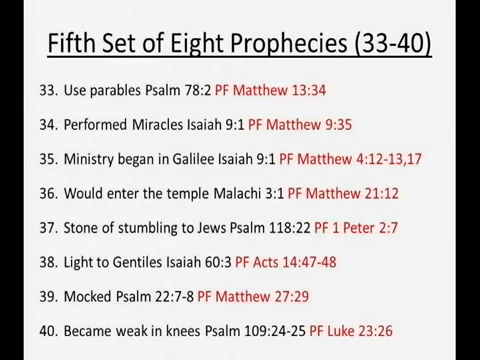 Fifth Set of Eight Prophecies (33-40)
33. Use parables Psalm 78:2 PF Matthew 13:34
34. Performed Miracles Isaiah 9:1 PF Matthew 9:35
35. Ministry began in Galilee Isaiah 9:1 PF Matthew 4:12-13,17
36. Would enter the temple Malachi 3:1 PF Matthew 21:12
37. Stone of stumbling to Jews Psalm 118:22 PF 1 Peter 2:7
38. Light to Gentiles Isaiah 60:3 PF Acts 14:47-48
39. Mocked Psalm 22:7-8 PF Matthew 27:29
40. Became weak in knees Psalm 109:24-25 PF Luke 23:26